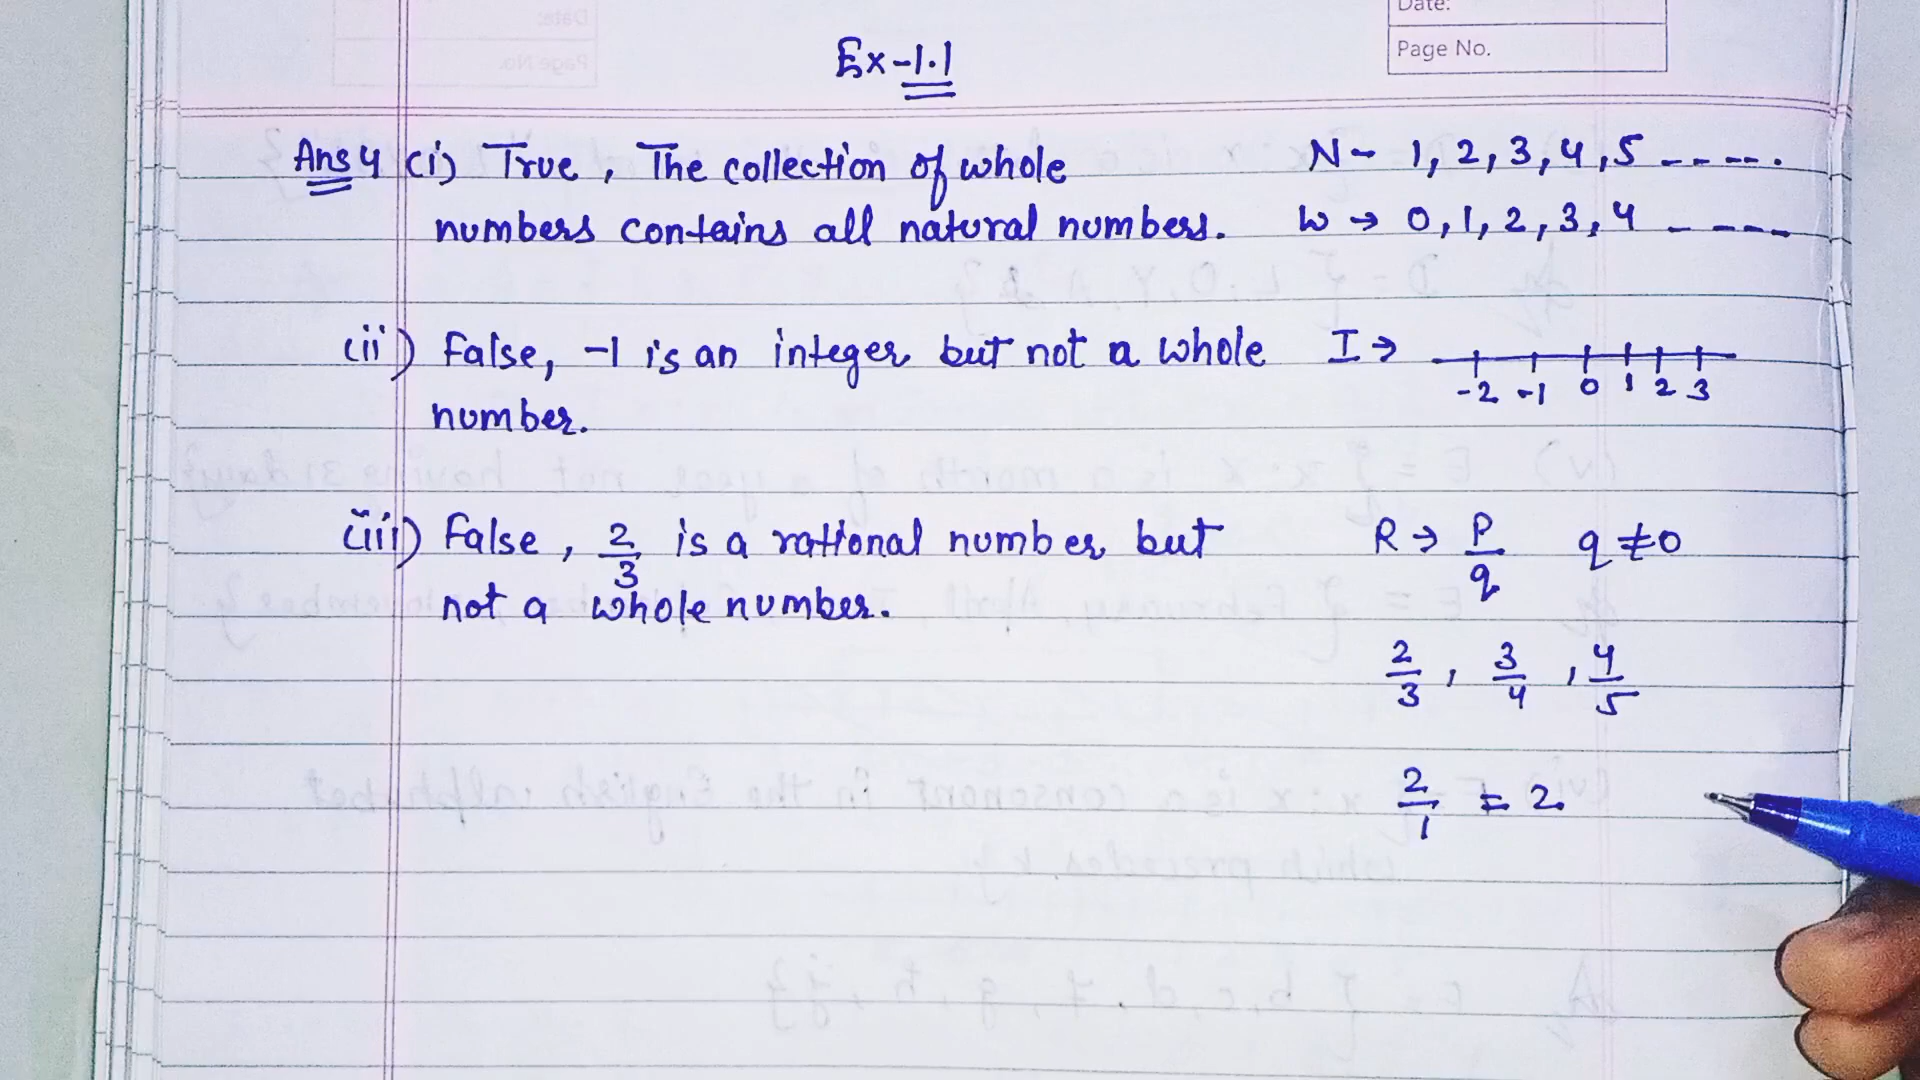 Date:
Page No.
Ex-1.1
Ans 4 (i) True, The collection of whole
numbers contains all natural numbers.
N- 1, 2, 3, 4, 5 -----.
W → 0, 1, 2, 3, 4 -----
(ii) False, -1 is an integer but not a whole
number.
I →
-2 -1 0 1 2 3
(iii) False, 2/3 is a rational number but
not a whole number.
R → P/q q ≠ 0
2/3, 3/4, 4/5
2/1 = 2